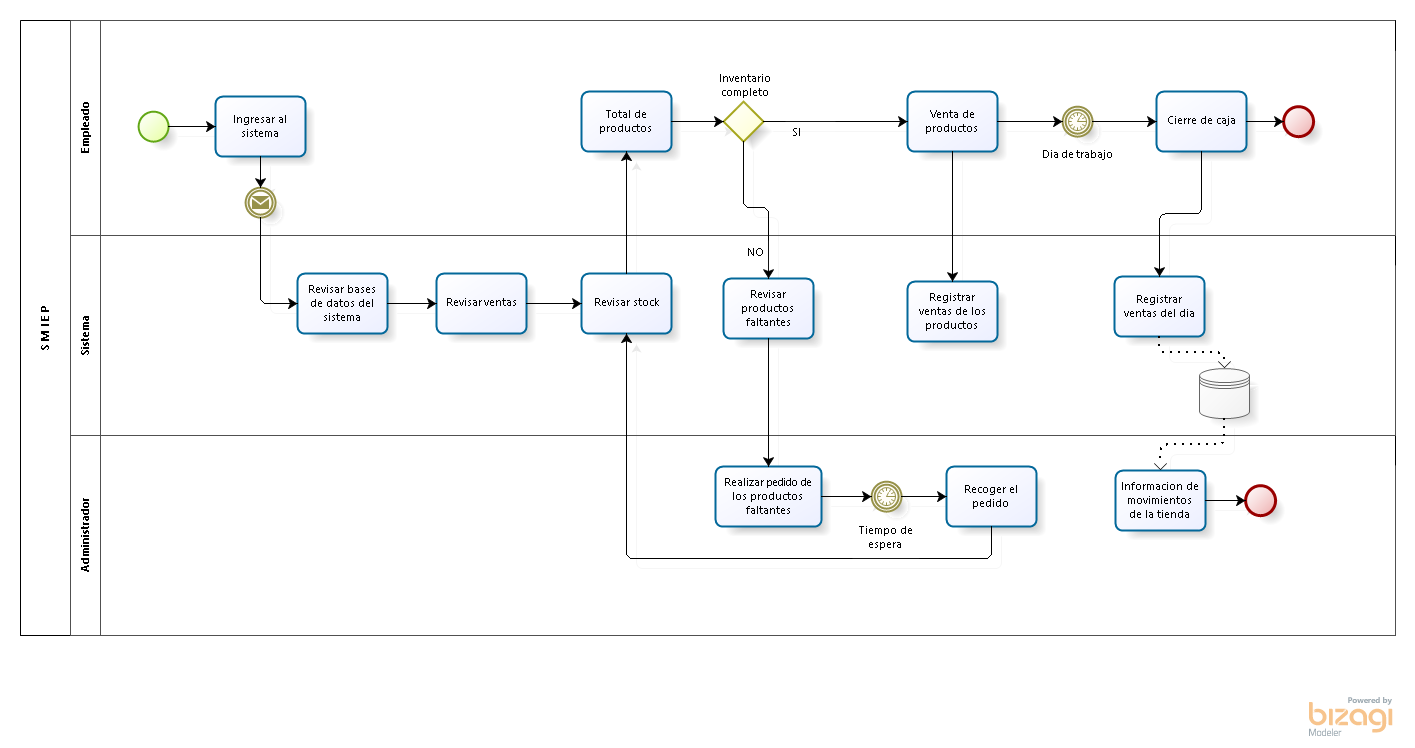 S M I E P
Empleado
Ingresar al
sistema
Total de
productos
Inventario
completo
SI
Venta de
productos
Dia de trabajo
Cierre de caja
Sistema
NO
Revisar bases
de datos del
sistema
Revisar ventas
Revisar stock
Revisar
productos
faltantes
Registrar
ventas de los
productos
Registrar
ventas del dia
Administrador
Realizar pedido de
los productos
faltantes
Tiempo de
espera
Recoger el
pedido
Informacion de
movimientos
de la tienda
Powered by
bizagi
Modeler